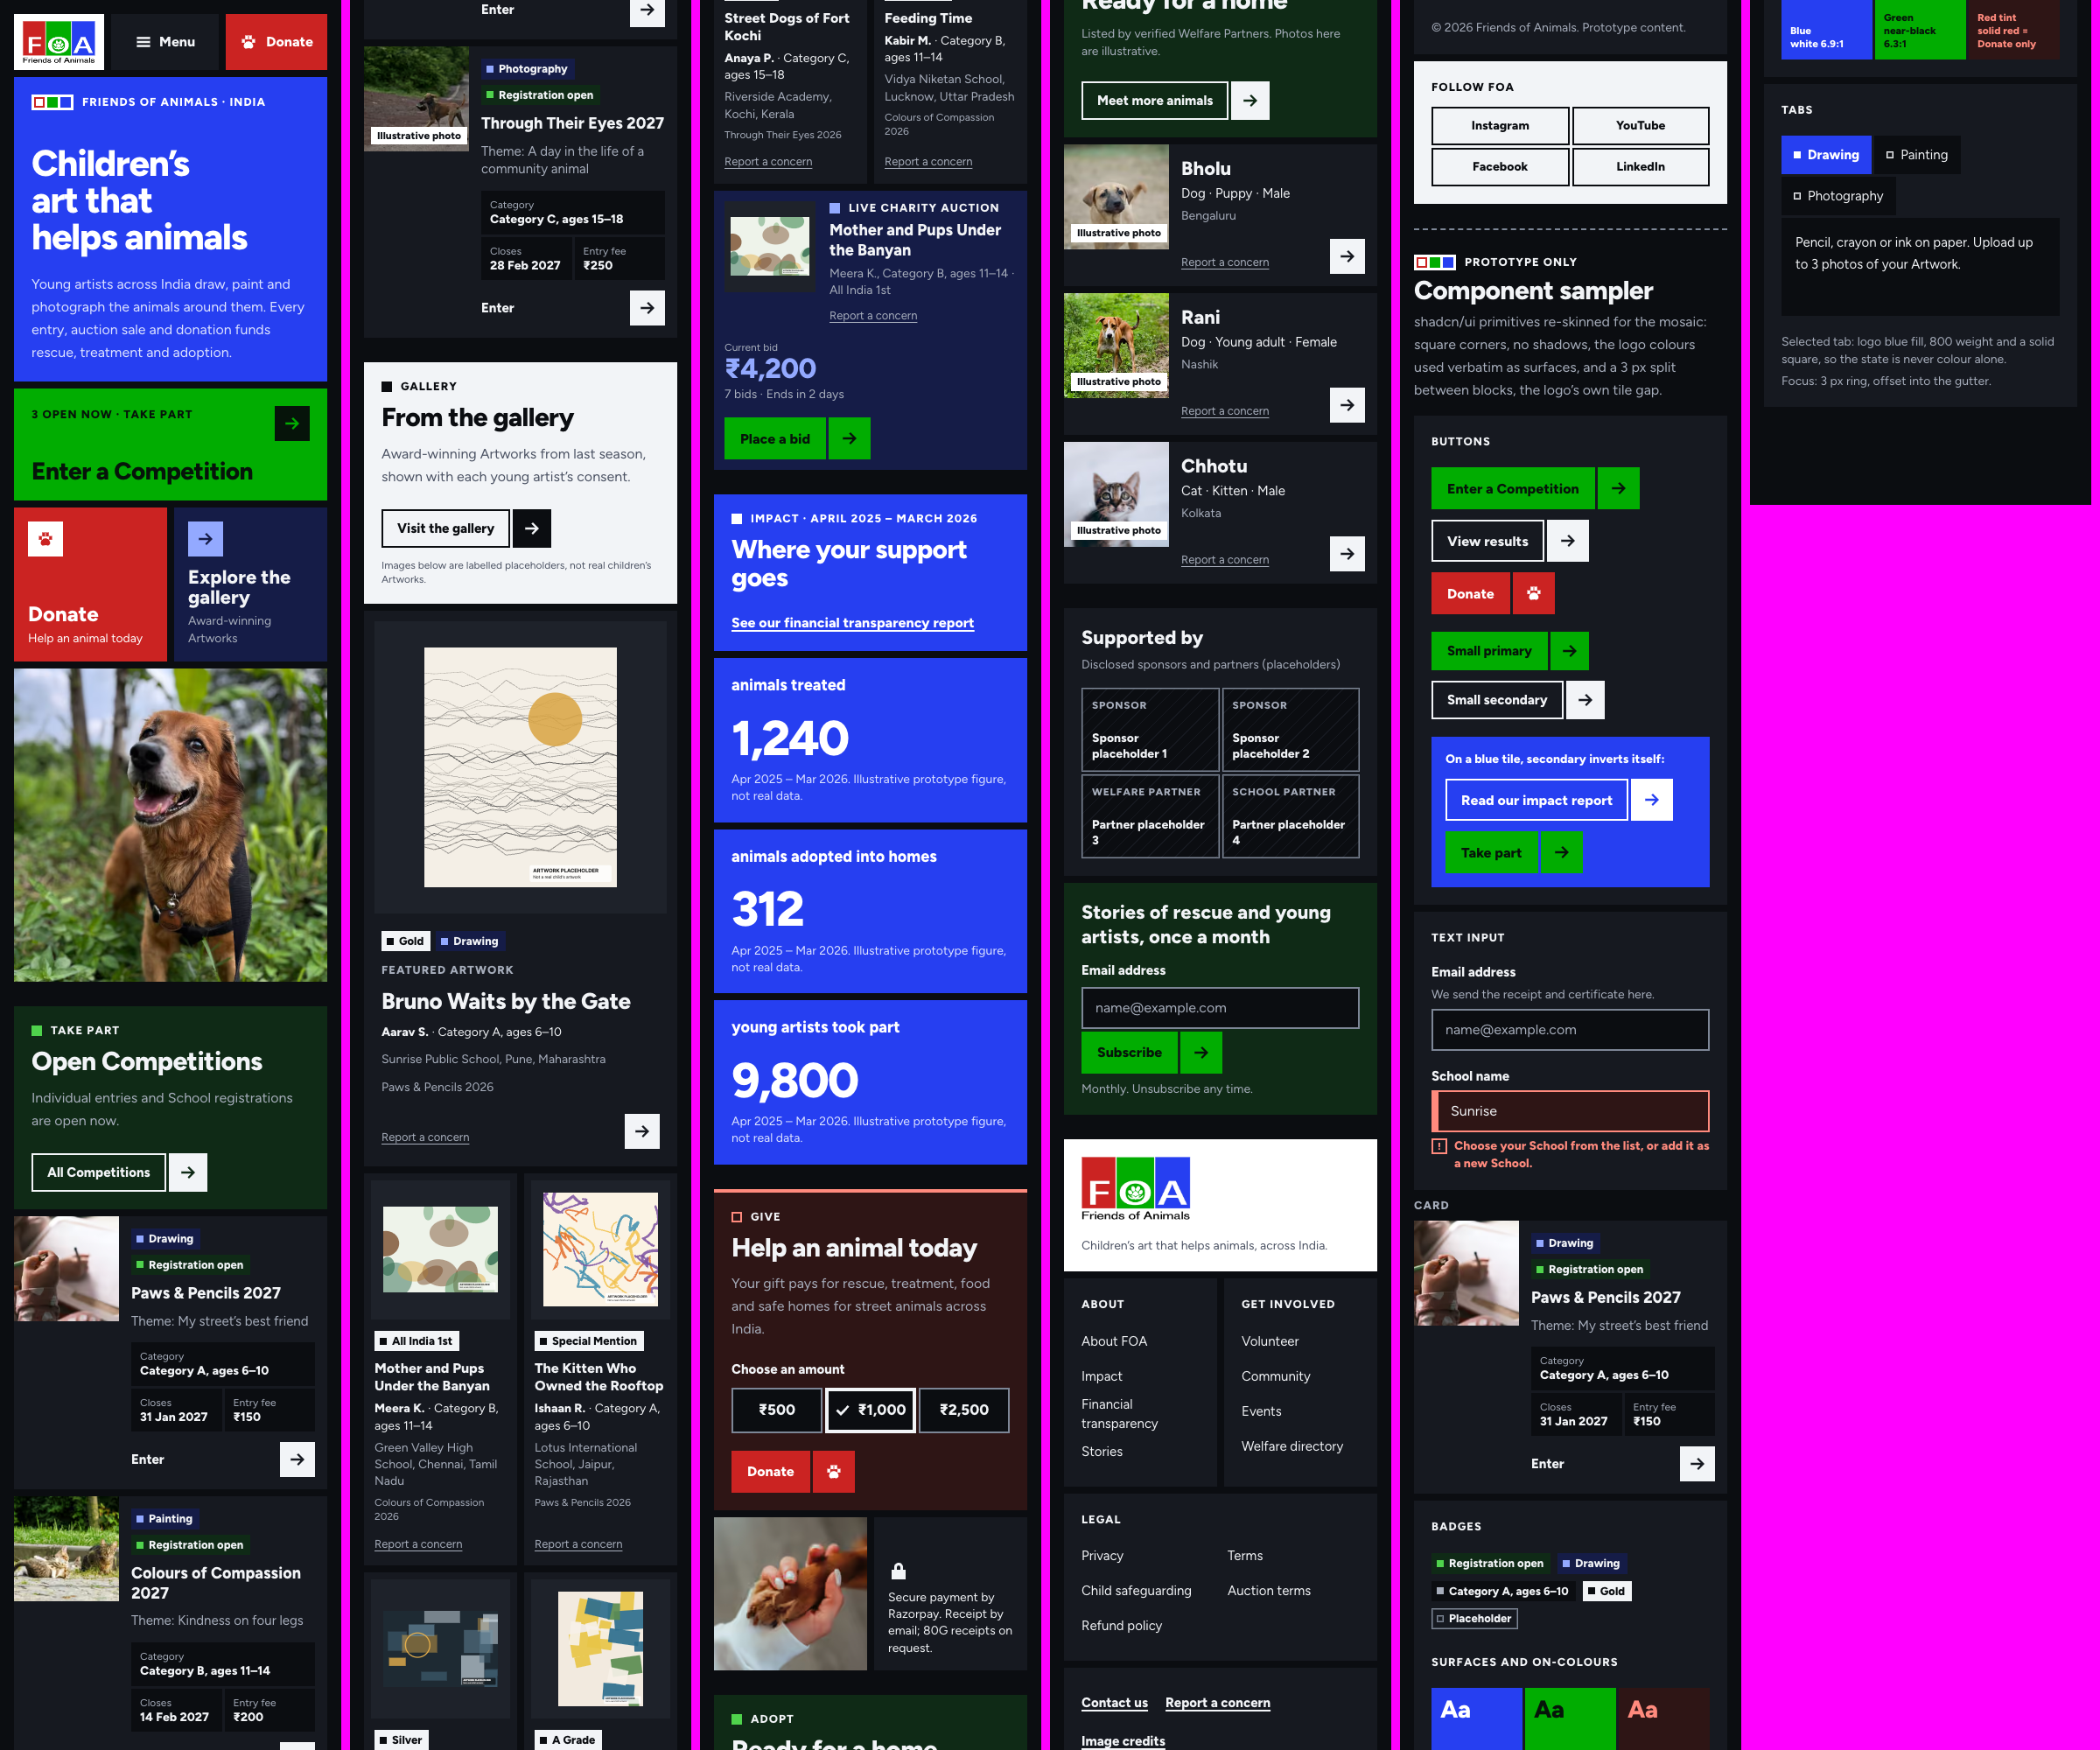 FOA
Friends of Animals
Menu
Donate
FRIENDS OF ANIMALS · INDIA
Children’s
art that
helps animals
Young artists across India draw, paint and
photograph the animals around them. Every
entry, auction sale and donation funds
rescue, treatment and adoption.
3 OPEN NOW · TAKE PART
Enter a Competition
Donate
Help an animal today
Explore the
gallery
Award-winning
Artworks
TAKE PART
Open Competitions
Individual entries and School registrations
are open now.
All Competitions
Drawing
Registration open
Paws & Pencils 2027
Theme: My street’s best friend
Category
Category A, ages 6–10
Closes
31 Jan 2027
Entry fee
₹150
Enter
Painting
Registration open
Colours of Compassion
2027
Theme: Kindness on four legs
Category
Category B, ages 11–14
Closes
14 Feb 2027
Entry fee
₹200
Enter
Photography
Registration open
Illustrative photo
Through Their Eyes 2027
Theme: A day in the life of a
community animal
Category
Category C, ages 15–18
Closes
28 Feb 2027
Entry fee
₹250
Enter
GALLERY
From the gallery
Award-winning Artworks from last season,
shown with each young artist’s consent.
Visit the gallery
Images below are labelled placeholders, not real children’s
Artworks.
ARTWORK PLACEHOLDER
Not a real child's artwork
Gold
Drawing
FEATURED ARTWORK
Bruno Waits by the Gate
Aarav S. · Category A, ages 6–10
Sunrise Public School, Pune, Maharashtra
Paws & Pencils 2026
Report a concern
All India 1st
Mother and Pups
Under the Banyan
Meera K. · Category B,
ages 11–14
Green Valley High
School, Chennai, Tamil
Nadu
Colours of Compassion
2026
Report a concern
Special Mention
The Kitten Who
Owned the Rooftop
Ishaan R. · Category A,
ages 6–10
Lotus International
School, Jaipur,
Rajasthan
Paws & Pencils 2026
Report a concern
Silver
A Grade
Street Dogs of Fort
Kochi
Anaya P. · Category C,
ages 15–18
Riverside Academy,
Kochi, Kerala
Through Their Eyes 2026
Report a concern
Feeding Time
Kabir M. · Category B,
ages 11–14
Vidya Niketan School,
Lucknow, Uttar Pradesh
Colours of Compassion
2026
Report a concern
LIVE CHARITY AUCTION
Mother and Pups Under
the Banyan
Meera K., Category B, ages 11–14 ·
All India 1st
Report a concern
Current bid
₹4,200
7 bids · Ends in 2 days
Place a bid
IMPACT · APRIL 2025 – MARCH 2026
Where your support
goes
See our financial transparency report
animals treated
1,240
Apr 2025 – Mar 2026. Illustrative prototype figure,
not real data.
animals adopted into homes
312
Apr 2025 – Mar 2026. Illustrative prototype figure,
not real data.
young artists took part
9,800
Apr 2025 – Mar 2026. Illustrative prototype figure,
not real data.
GIVE
Help an animal today
Your gift pays for rescue, treatment, food
and safe homes for street animals across
India.
Choose an amount
₹500
₹1,000
₹2,500
Donate
Secure payment by
Razorpay. Receipt by
email; 80G receipts on
request.
ADOPT
Ready for a home
Ready for a home
Listed by verified Welfare Partners. Photos here
are illustrative.
Meet more animals
Bholu
Dog · Puppy · Male
Bengaluru
Illustrative photo
Report a concern
Rani
Dog · Young adult · Female
Nashik
Illustrative photo
Report a concern
Chhotu
Cat · Kitten · Male
Kolkata
Illustrative photo
Report a concern
Supported by
Disclosed sponsors and partners (placeholders)
SPONSOR
Sponsor
placeholder 1
SPONSOR
Sponsor
placeholder 2
WELFARE PARTNER
Partner placeholder
3
SCHOOL PARTNER
Partner placeholder
4
Stories of rescue and young
artists, once a month
Email address
name@example.com
Subscribe
Monthly. Unsubscribe any time.
FOA
Friends of Animals
Children’s art that helps animals, across India.
ABOUT
About FOA
Impact
Financial
transparency
Stories
GET INVOLVED
Volunteer
Community
Events
Welfare directory
LEGAL
Privacy
Terms
Child safeguarding
Auction terms
Refund policy
Contact us
Report a concern
Image credits
© 2026 Friends of Animals. Prototype content.
FOLLOW FOA
Instagram
YouTube
Facebook
LinkedIn
PROTOTYPE ONLY
Component sampler
shadcn/ui primitives re-skinned for the mosaic:
square corners, no shadows, the logo colours
used verbatim as surfaces, and a 3 px split
between blocks, the logo’s own tile gap.
BUTTONS
Enter a Competition
View results
Donate
Small primary
Small secondary
On a blue tile, secondary inverts itself:
Read our impact report
Take part
TEXT INPUT
Email address
We send the receipt and certificate here.
name@example.com
School name
Sunrise
Choose your School from the list, or add it as
a new School.
CARD
Drawing
Registration open
Paws & Pencils 2027
Theme: My street’s best friend
Category
Category A, ages 6–10
Closes
31 Jan 2027
Entry fee
₹150
Enter
BADGES
Registration open
Drawing
Category A, ages 6–10
Gold
Placeholder
SURFACES AND ON-COLOURS
Aa
Aa
Aa
Blue
white 6.9:1
Green
near-black
6.3:1
Red tint
solid red =
Donate only
TABS
Drawing
Painting
Photography
Pencil, crayon or ink on paper. Upload up
to 3 photos of your Artwork.
Selected tab: logo blue fill, 800 weight and a solid
square, so the state is never colour alone.
Focus: 3 px ring, offset into the gutter.